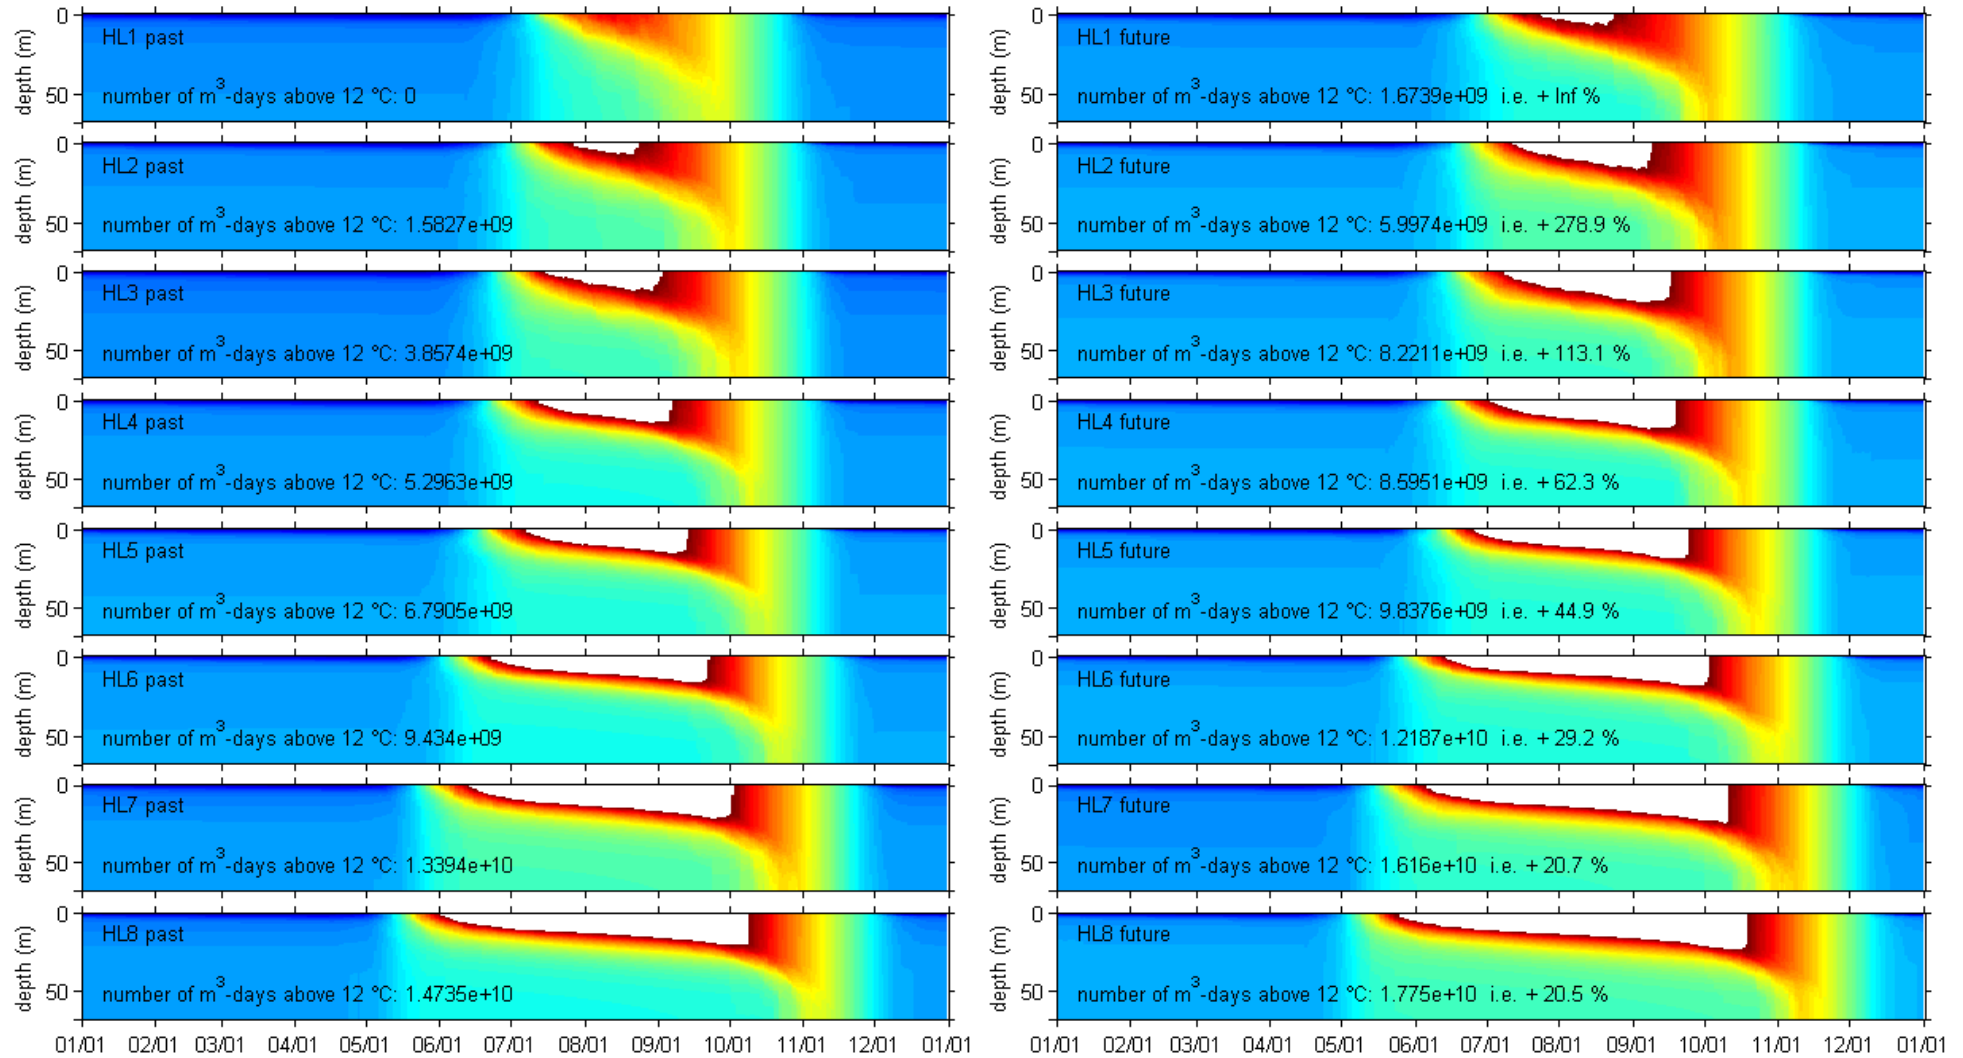 depth (m)
0
50
HL1 past
number of m³-days above 12 °C: 0
depth (m)
0
50
HL1 future
number of m³-days above 12 °C: 1.6739e+09 i.e. + Inf %
depth (m)
0
50
HL2 past
number of m³-days above 12 °C: 1.5827e+09
depth (m)
0
50
HL2 future
number of m³-days above 12 °C: 5.9974e+09 i.e. + 278.9 %
depth (m)
0
50
HL3 past
number of m³-days above 12 °C: 3.8574e+09
depth (m)
0
50
HL3 future
number of m³-days above 12 °C: 8.2211e+09 i.e. + 113.1 %
depth (m)
0
50
HL4 past
number of m³-days above 12 °C: 5.2963e+09
depth (m)
0
50
HL4 future
number of m³-days above 12 °C: 8.5951e+09 i.e. + 62.3 %
depth (m)
0
50
HL5 past
number of m³-days above 12 °C: 6.7905e+09
depth (m)
0
50
HL5 future
number of m³-days above 12 °C: 9.8376e+09 i.e. + 44.9 %
depth (m)
0
50
HL6 past
number of m³-days above 12 °C: 9.434e+09
depth (m)
0
50
HL6 future
number of m³-days above 12 °C: 1.2187e+10 i.e. + 29.2 %
depth (m)
0
50
HL7 past
number of m³-days above 12 °C: 1.3394e+10
depth (m)
0
50
HL7 future
number of m³-days above 12 °C: 1.616e+10 i.e. + 20.7 %
depth (m)
0
50
HL8 past
number of m³-days above 12 °C: 1.4735e+10
depth (m)
0
50
HL8 future
number of m³-days above 12 °C: 1.775e+10 i.e. + 20.5 %
01/01 02/01 03/01 04/01 05/01 06/01 07/01 08/01 09/01 10/01 11/01 12/01 01/01
01/01 02/01 03/01 04/01 05/01 06/01 07/01 08/01 09/01 10/01 11/01 12/01 01/01